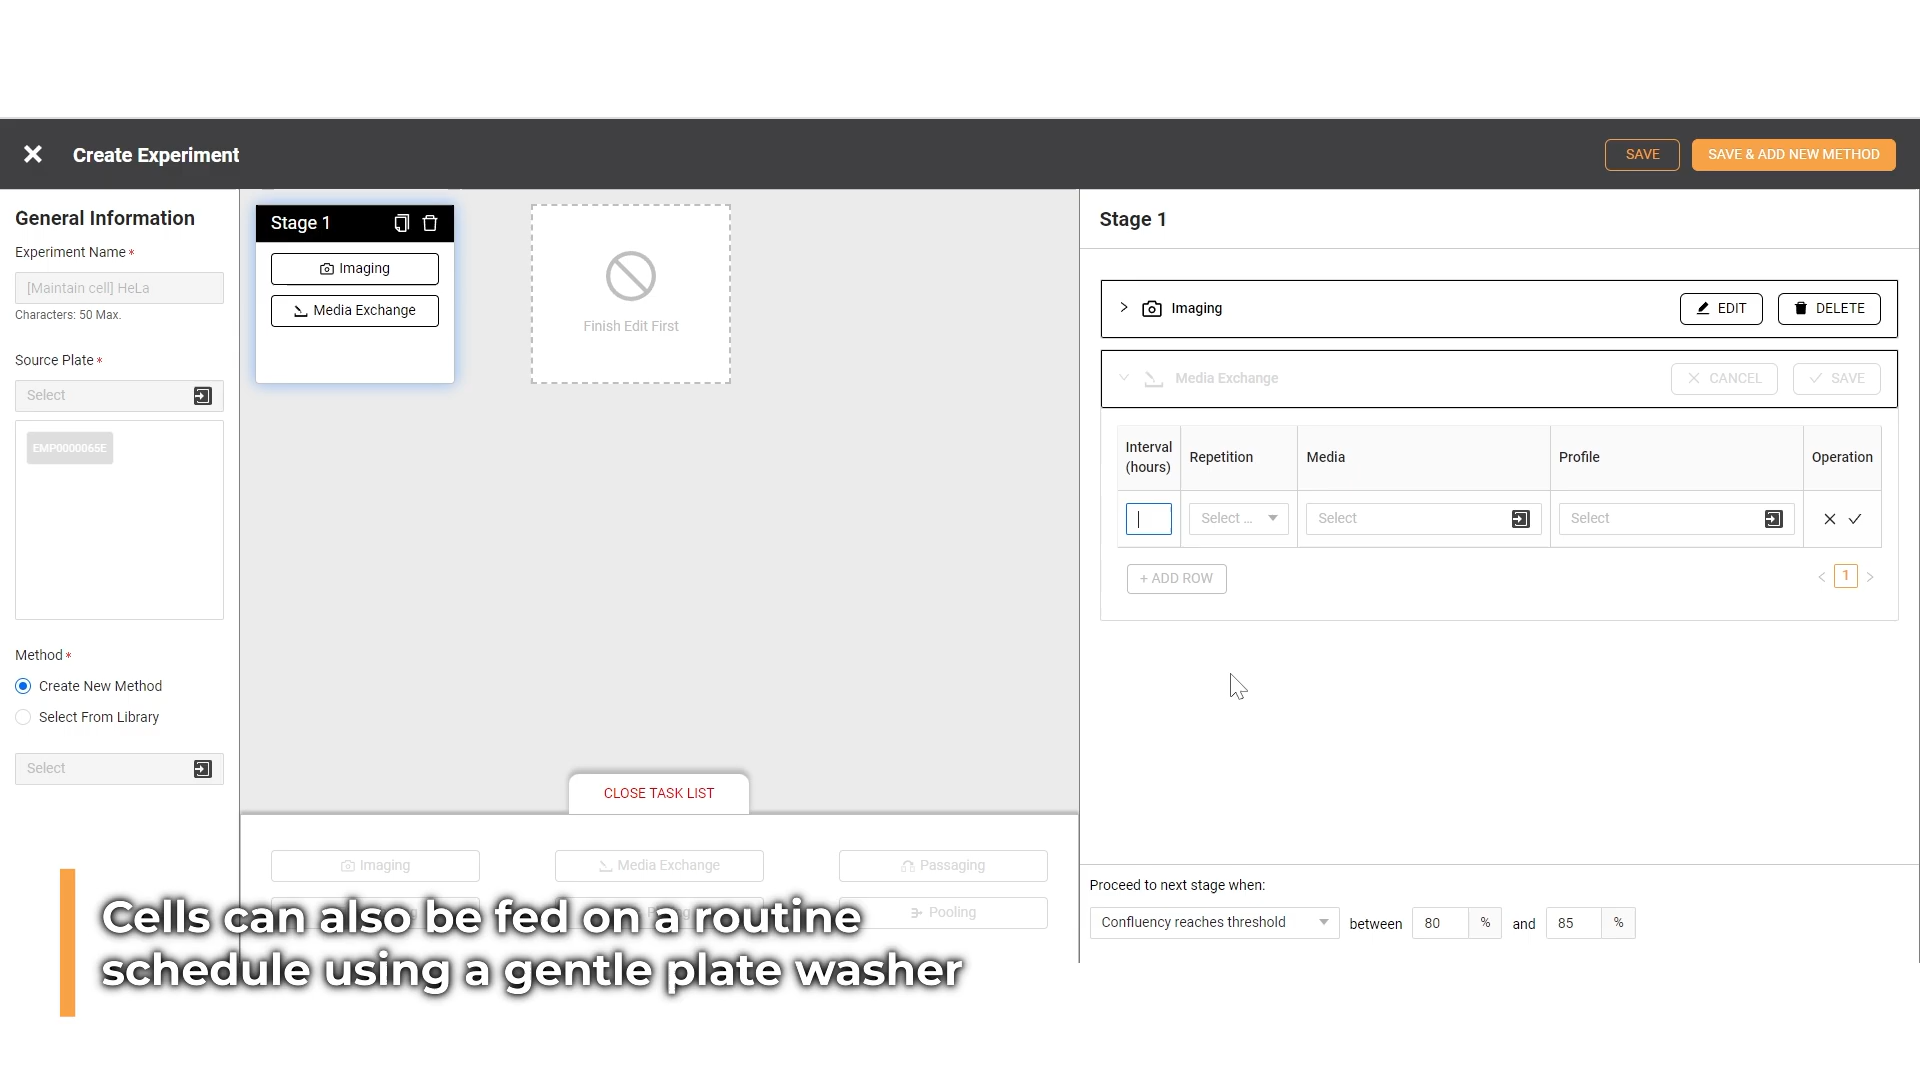 Create Experiment
SAVE
SAVE & ADD NEW METHOD
General Information
Experiment Name *
[Maintain cell] HeLa
Characters: 50 Max.
Source Plate *
Select
EMP0000065E
Method *
Create New Method
Select From Library
Select
Stage 1
Imaging
Media Exchange
Finish Edit First
CLOSE TASK LIST
Imaging
Media Exchange
Passaging
Pooling
Stage 1
Imaging
EDIT
DELETE
Media Exchange
CANCEL
SAVE
Interval
(hours)
Repetition
Media
Profile
Operation
Select ...
Select
Select
+ ADD ROW
< 1 >
Proceed to next stage when:
Confluency reaches threshold
between
80
%
and
85
%
Cells can also be fed on a routine
schedule using a gentle plate washer